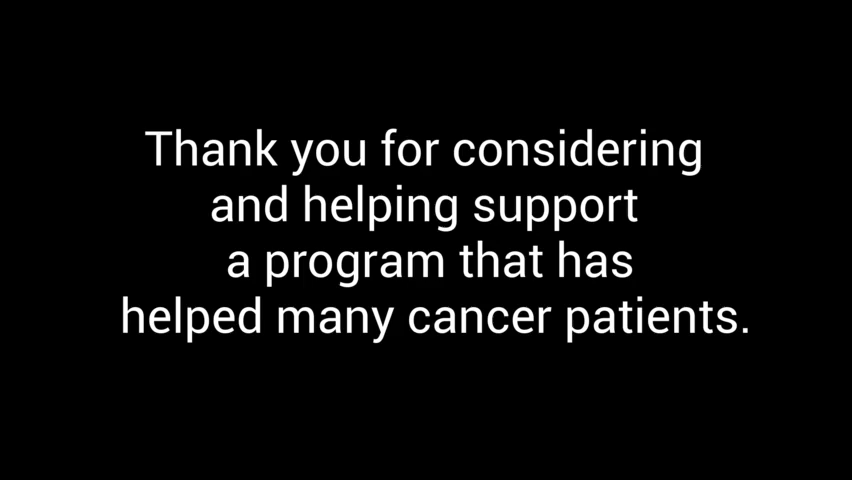 Thank you for considering
and helping support
a program that has
helped many cancer patients.